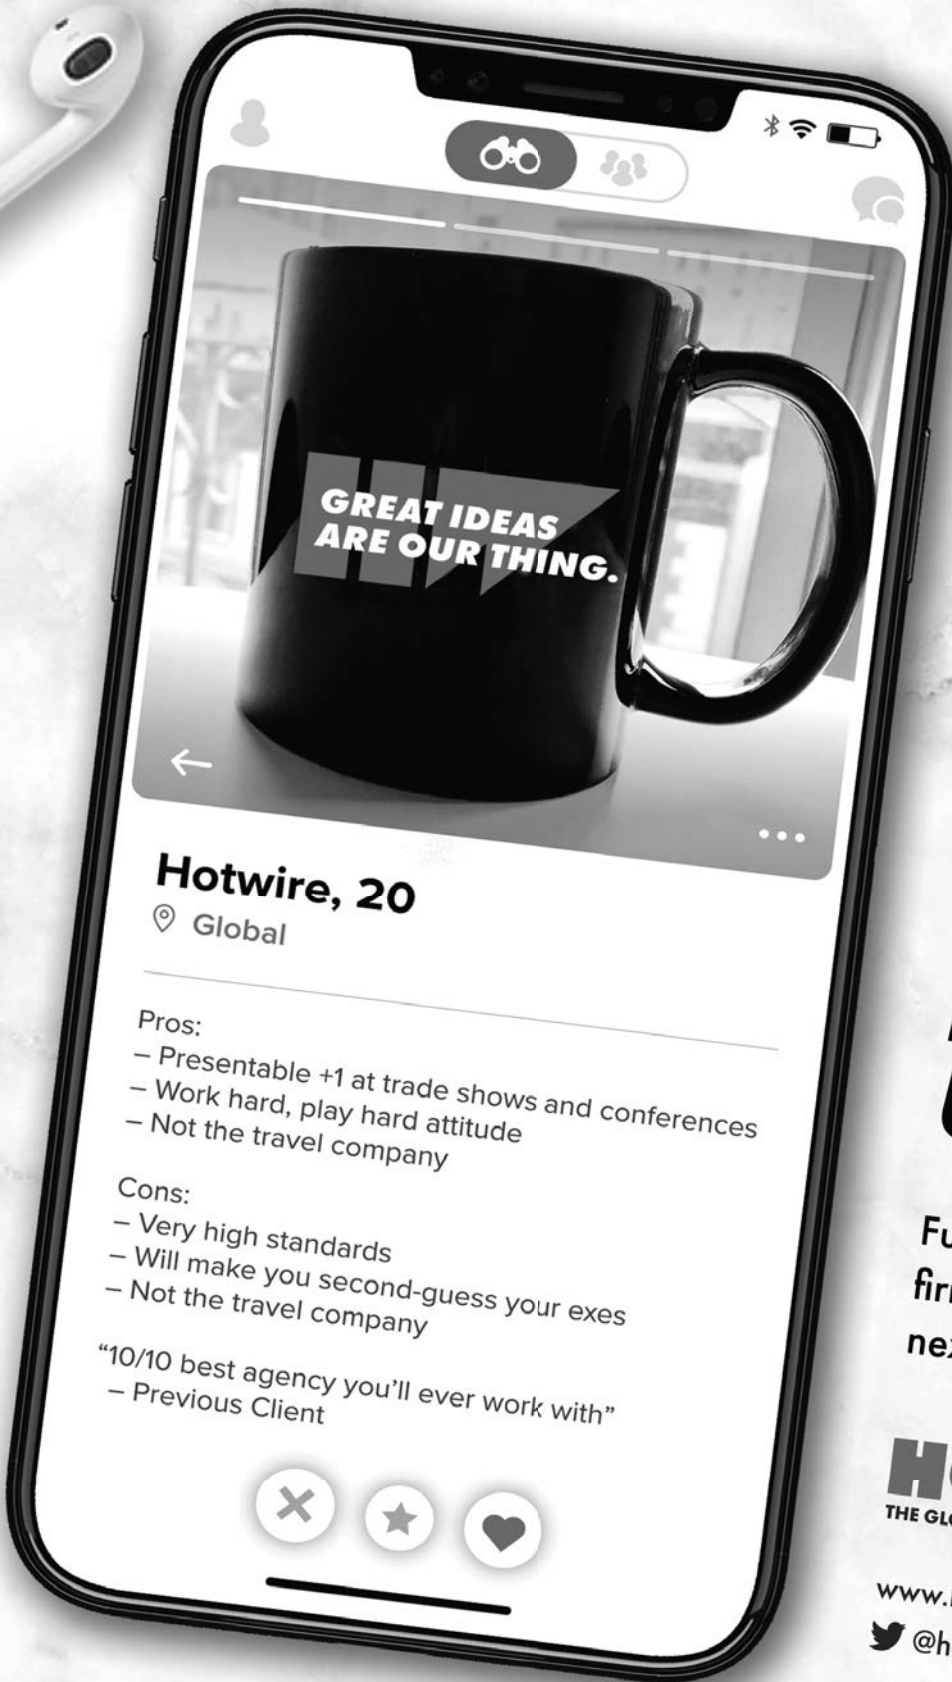 GREAT IDEAS
ARE OUR THING.
Hotwire, 20
Global
Pros:
– Presentable +1 at trade shows and conferences
– Work hard, play hard attitude
– Not the travel company
Cons:
– Very high standards
– Will make you second-guess your exes
– Not the travel company
“10/10 best agency you’ll ever work with”
– Previous Client
THE
www.